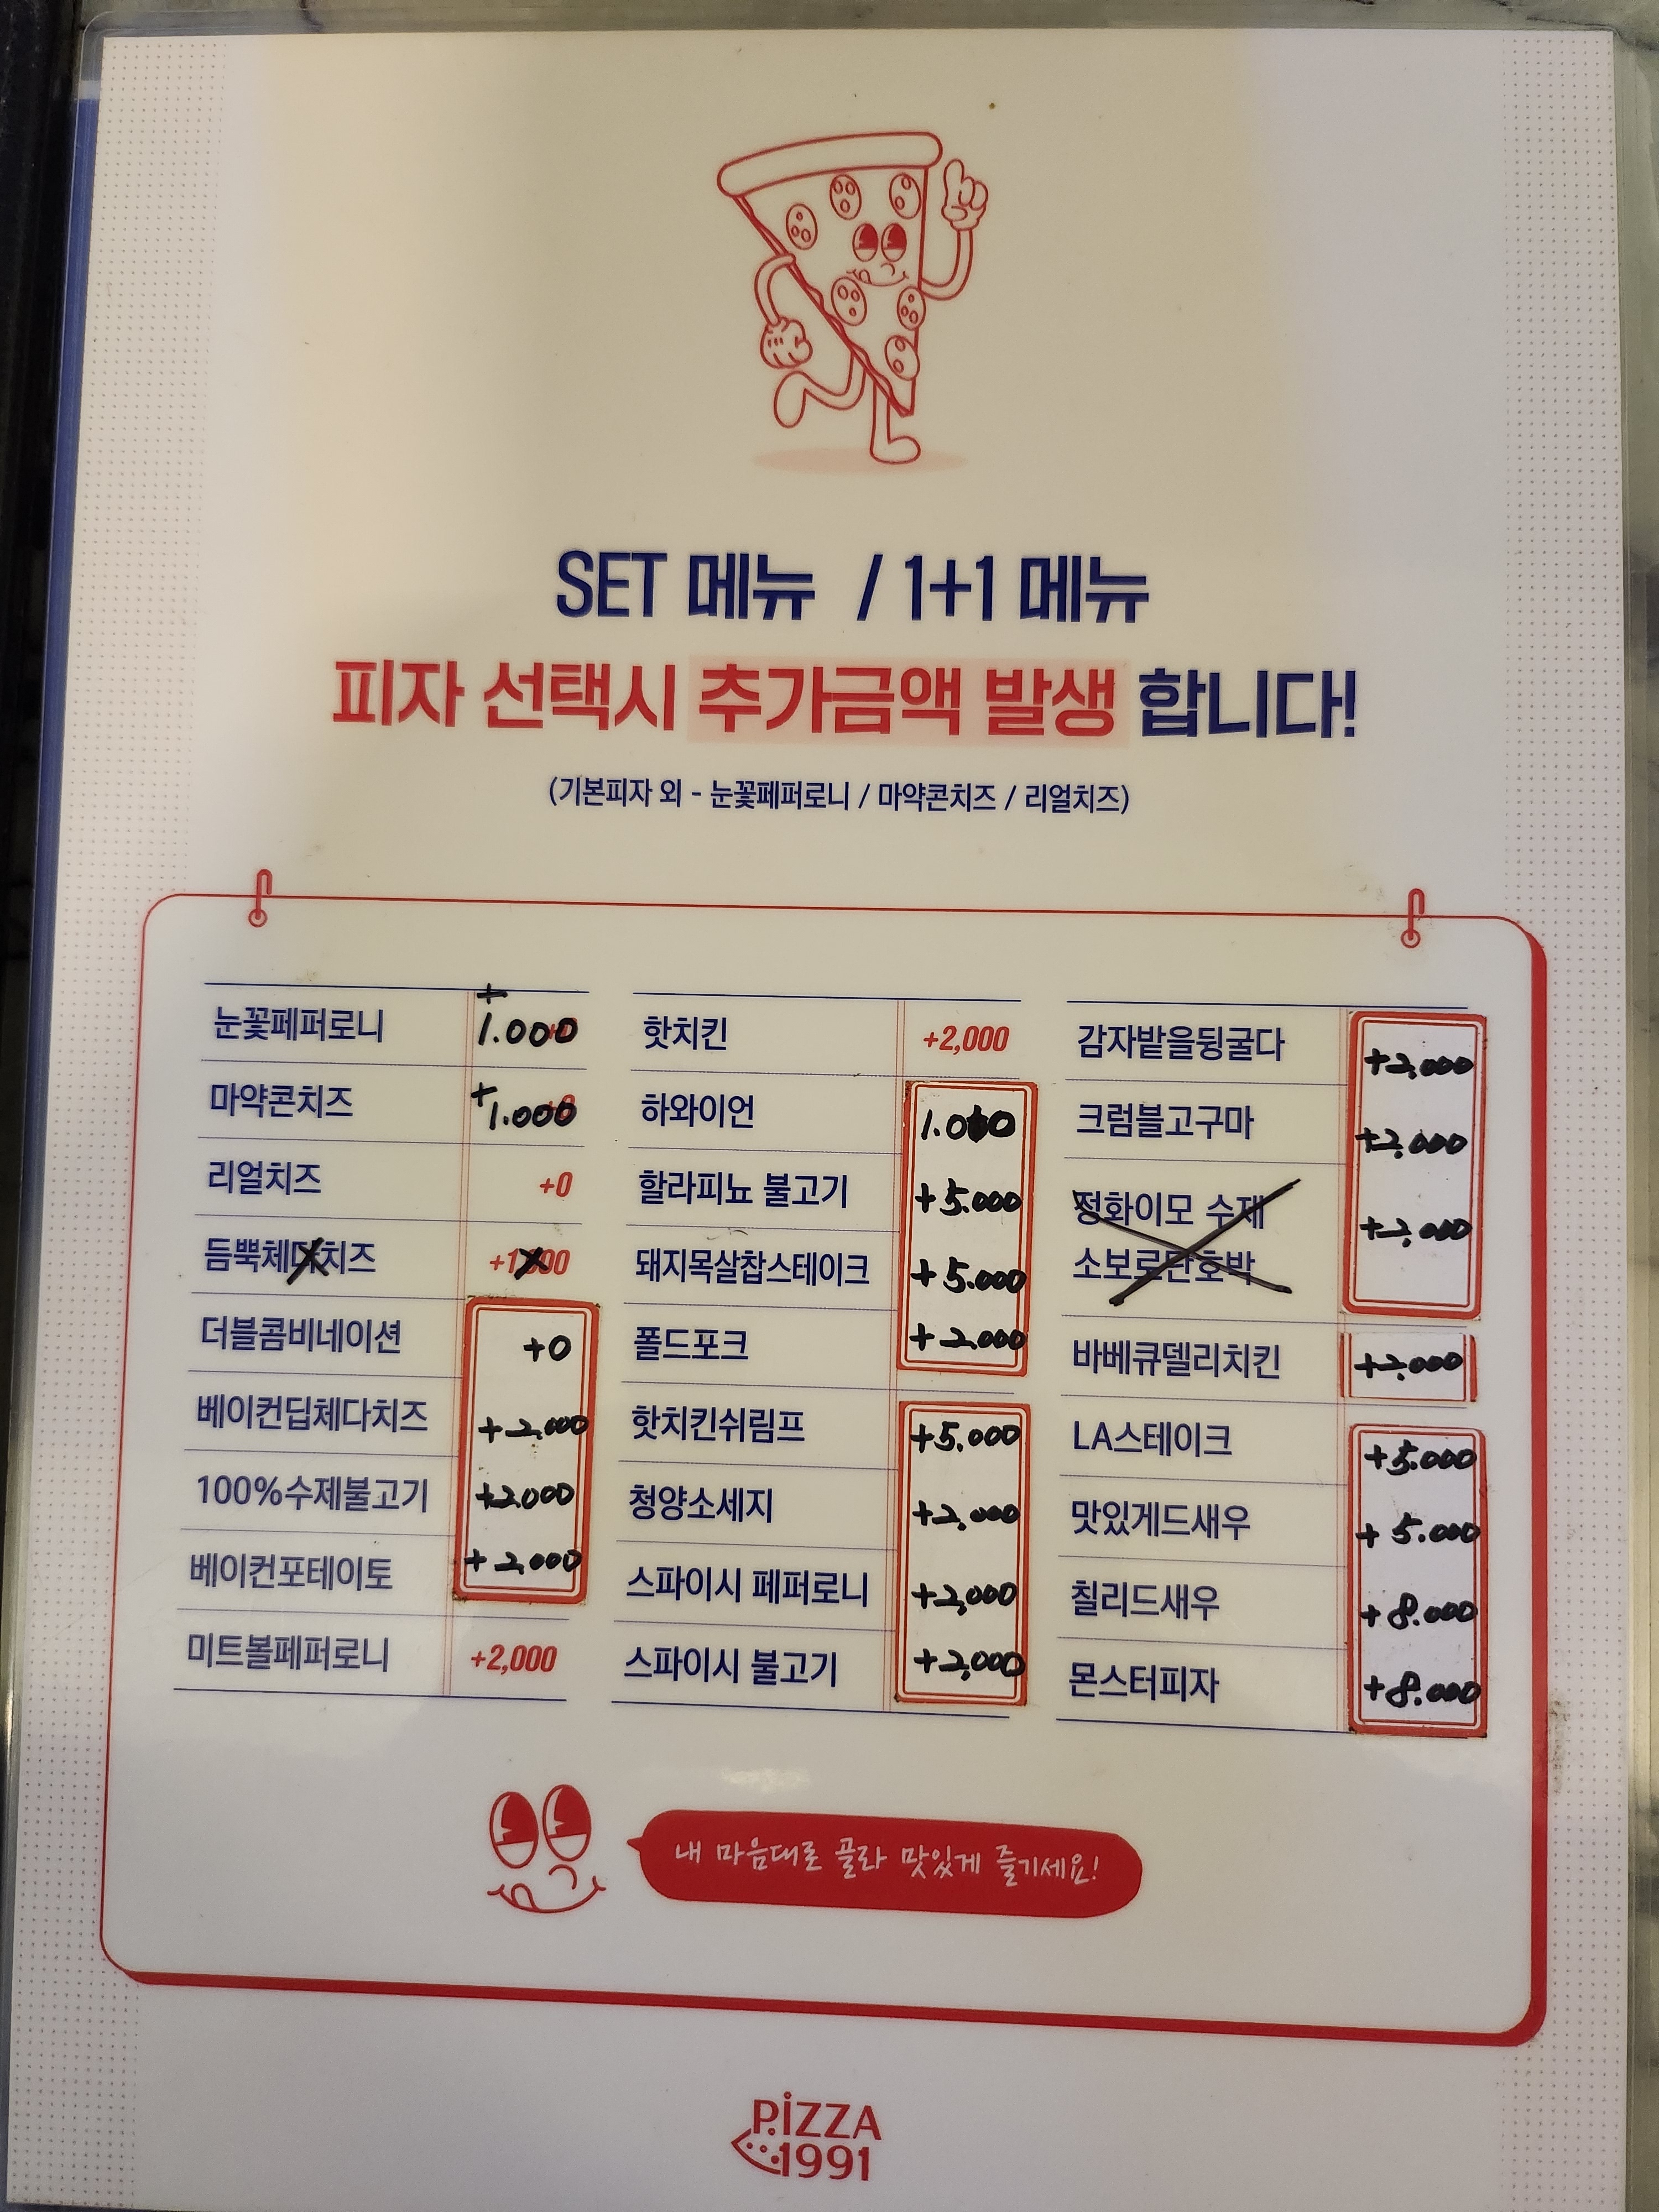 SET 메뉴 / 1+1 메뉴
피자 선택시 추가금액 발생 합니다!
(기본피자 외 - 눈꽃페퍼로니 / 마약콘치즈 / 리얼치즈)
눈꽃페퍼로니 +1.000
마약콘치즈 +1.000
리얼치즈 +0
듬뿍체다치즈 +1,000
더블콤비네이션 +0
베이컨딥체다치즈 +2.000
100%수제불고기 +2.000
베이컨포테이토 +2,000
미트볼페퍼로니 +2,000
핫치킨 +2,000
하와이언 1.000
할라피뇨 불고기 +5.000
돼지목살찹스테이크 +5.000
폴드포크 +2.000
핫치킨쉬림프 +5.000
청양소세지 +2,000
스파이시 페퍼로니 +2,000
스파이시 불고기 +2,000
감자밭을뒹굴다 +2,000
크럼블고구마 +2,000
정화이모 수제
소보로단호박 +2,000
바베큐델리치킨 +2,000
LA스테이크 +5.000
맛있게드새우 +5.000
칠리드새우 +8.000
몬스터피자 +8.000
내 마음대로 골라 맛있게 즐기세요!
PIZZA
1991